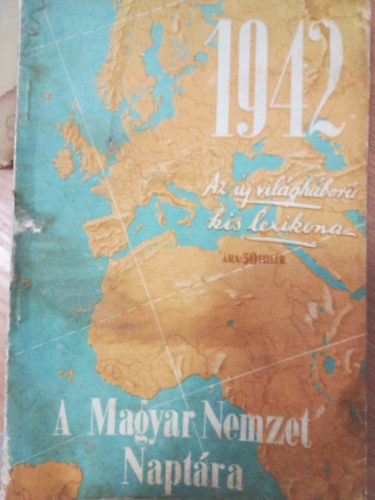 1942
Az új világháború
kis lexikona
ÁRA: 50 FILLÉR
A Magyar Nemzet
Naptára